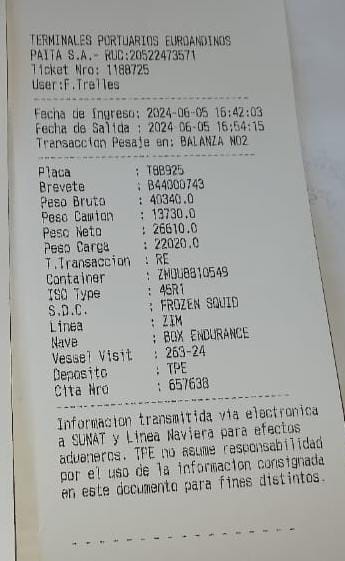 TERMINALES PORTUARIOS EUROANDINOS
PAITA S.A.- RUC:20522473571
Ticket Nro: 1188725
User:F.Trelles
Fecha de Ingreso: 2024-06-05 16:42:03
Fecha de Salida : 2024-06-05 16:54:15
Transaccion Pesaje en: BALANZA N02
Placa : T8B925
Brevete : B44000743
Peso Bruto : 40340.0
Peso Camion : 13730.0
Peso Neto : 26610.0
Peso Carga : 22020.0
T.Transaccion : RE
Container : ZMOU8810549
ISO Type : 45R1
S.D.C. : FROZEN SQUID
Linea : ZIM
Nave : BOX ENDURANCE
Vessel Visit : 263-24
Deposito : TPE
Cita Nro : 657638
Informacion transmitida via electronica
a SUNAT y Linea Naviera para efectos
aduaneros. TPE no asume responsabilidad
por el uso de la informacion consignada
en este documento para fines distintos.